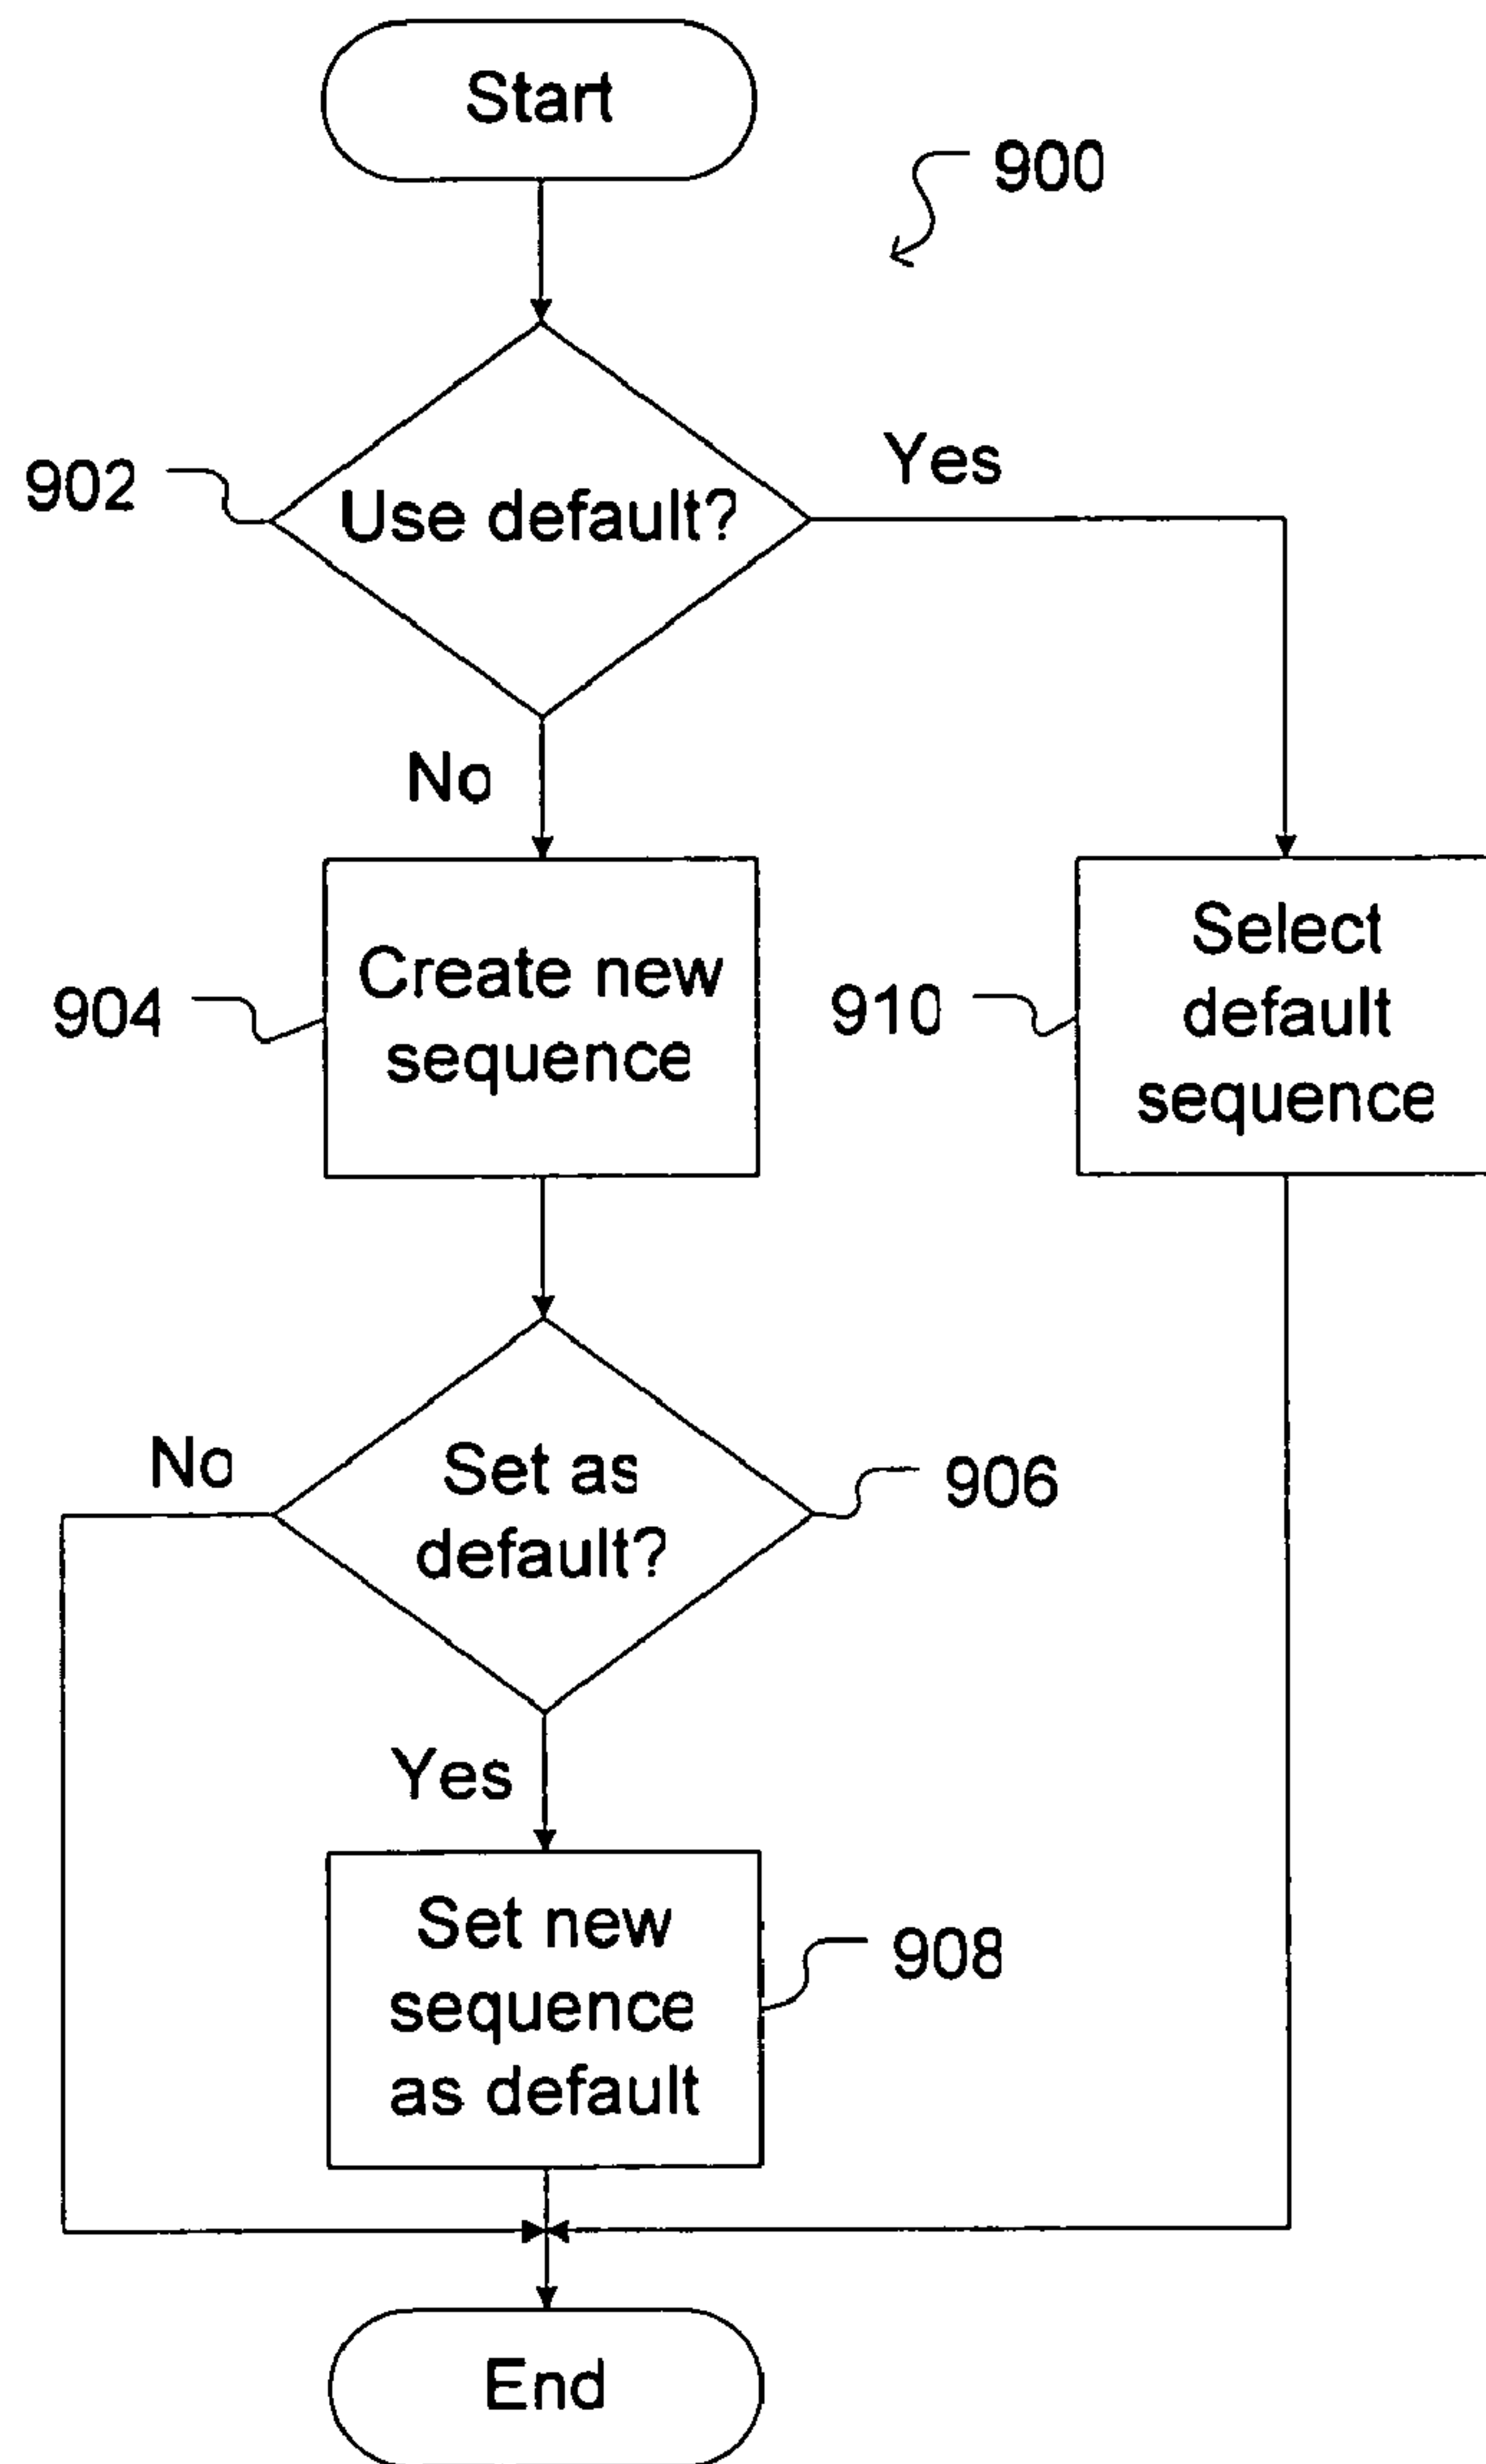 Start
900
902
Use default?
Yes
No
904
Create new
sequence
910
Select
default
sequence
No
Set as
default?
906
Yes
Set new
sequence
as default
908
End